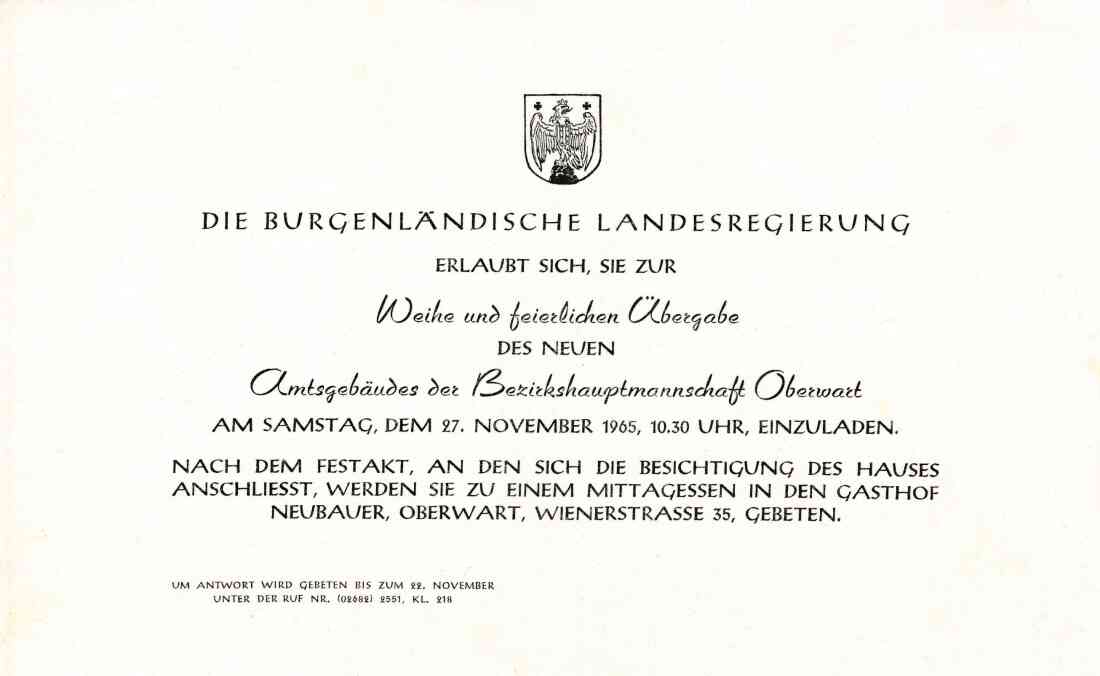 DIE BURGENLÄNDISCHE LANDESREGIERUNG
ERLAUBT SICH, SIE ZUR
Weihe und feierlichen Übergabe
DES NEUEN
Amtsgebäudes der Bezirkshauptmannschaft Oberwart
AM SAMSTAG, DEM 27. NOVEMBER 1965, 10.30 UHR, EINZULADEN.
NACH DEM FESTAKT, AN DEN SICH DIE BESICHTIGUNG DES HAUSES
ANSCHLIESST, WERDEN SIE ZU EINEM MITTAGESSEN IN DEN GASTHOF
NEUBAUER, OBERWART, WIENERSTRASSE 35, GEBETEN.
UM ANTWORT WIRD GEBETEN BIS ZUM 22. NOVEMBER
UNTER DER RUF NR. (02682) 2551, KL. 218